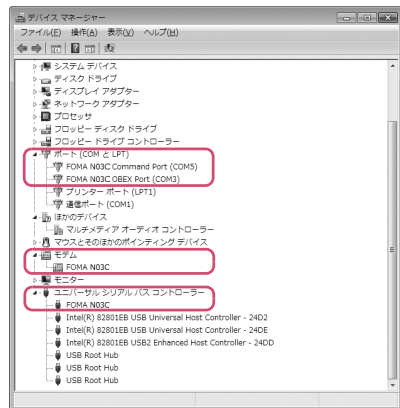 デバイス マネージャー
ファイル(F) 操作(A) 表示(V) ヘルプ(H)
システム デバイス
ディスク ドライブ
ディスプレイ アダプター
ネットワーク アダプター
プロセッサ
フロッピー ディスク ドライブ
フロッピー ドライブ コントローラー
ポート (COM と LPT)
FOMA N03C Command Port (COM5)
FOMA N03C OBEX Port (COM3)
プリンター ポート (LPT1)
通信ポート (COM1)
ほかのデバイス
マルチメディア オーディオ コントローラー
マウスとそのほかのポインティング デバイス
モデム
FOMA N03C
モニター
ユニバーサル シリアル バス コントローラー
FOMA N03C
Intel(R) 82801EB USB Universal Host Controller - 24D2
Intel(R) 82801EB USB Universal Host Controller - 24DE
Intel(R) 82801EB USB2 Enhanced Host Controller - 24DD
USB Root Hub
USB Root Hub
USB Root Hub